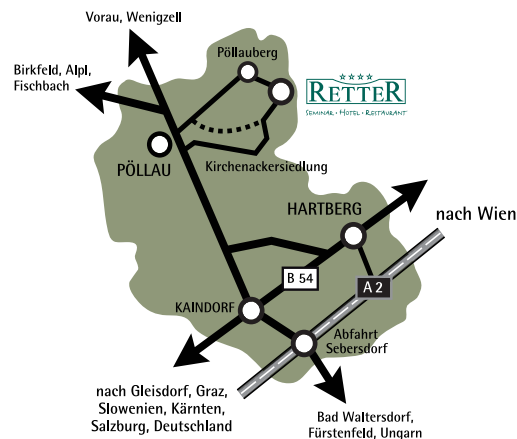 Vorau, Wenigzell
Birkfeld, Alpl,
Fischbach
Pöllauberg
RETTER
SEMINAR · HOTEL · RESTAURANT
PÖLLAU
Kirchenackersiedlung
HARTBERG
nach Wien
B 54
A 2
KAINDORF
Abfahrt
Sebersdorf
nach Gleisdorf, Graz,
Slowenien, Kärnten,
Salzburg, Deutschland
Bad Waltersdorf,
Fürstenfeld, Ungarn